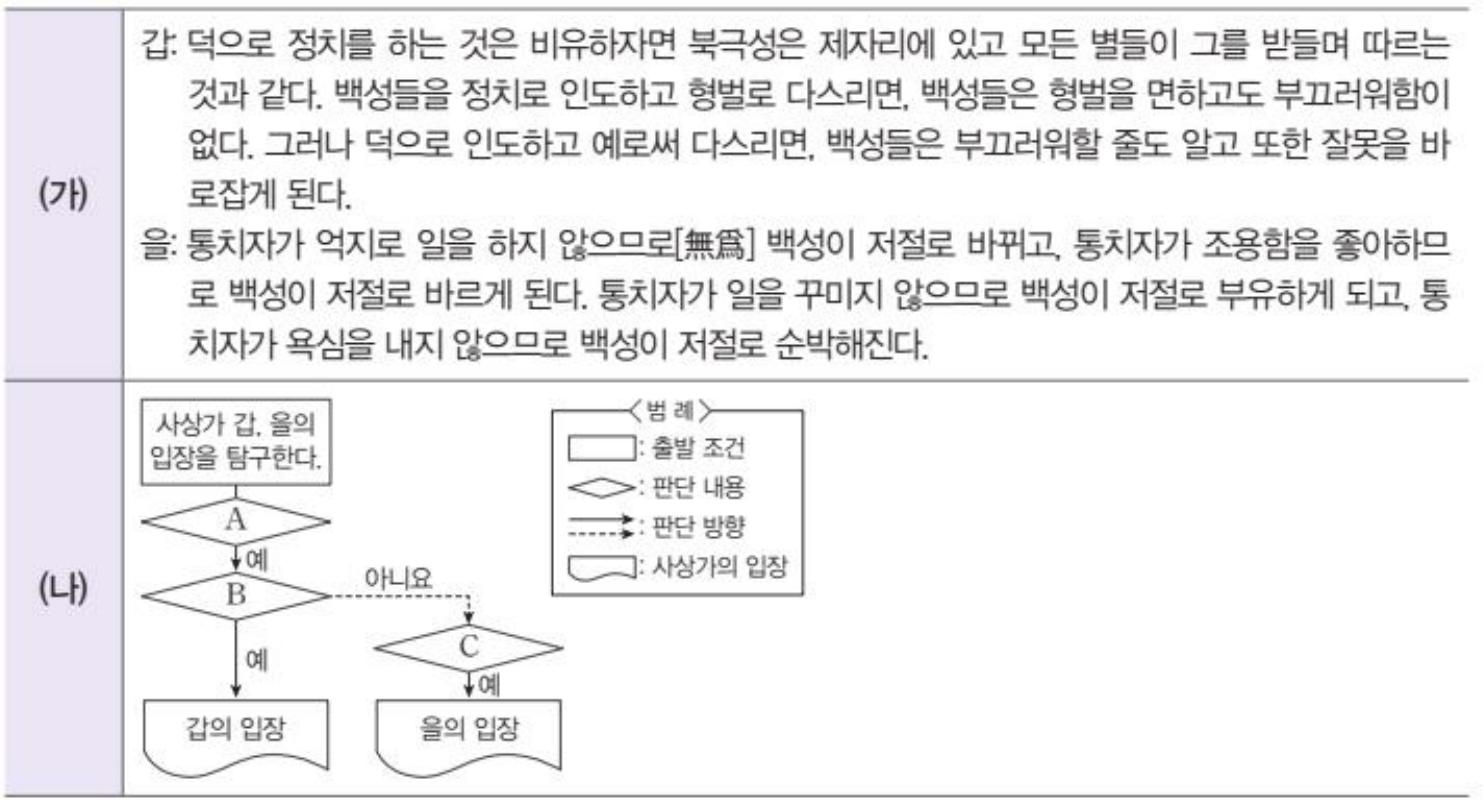 (가)
갑: 덕으로 정치를 하는 것은 비유하자면 북극성은 제자리에 있고 모든 별들이 그를 받들며 따르는
것과 같다. 백성들을 정치로 인도하고 형벌로 다스리면, 백성들은 형벌을 면하고도 부끄러워함이
없다. 그러나 덕으로 인도하고 예로써 다스리면, 백성들은 부끄러워할 줄도 알고 또한 잘못을 바
로잡게 된다.
을: 통치자가 억지로 일을 하지 않으므로[無爲] 백성이 저절로 바뀌고, 통치자가 조용함을 좋아하므
로 백성이 저절로 바르게 된다. 통치자가 일을 꾸미지 않으므로 백성이 저절로 부유하게 되고, 통
치자가 욕심을 내지 않으므로 백성이 저절로 순박해진다.
(나)
사상가 갑, 을의
입장을 탐구한다.
A
예
B
아니요
예
C
예
갑의 입장
을의 입장
<범 례>
: 출발 조건
: 판단 내용
: 판단 방향
: 사상가의 입장